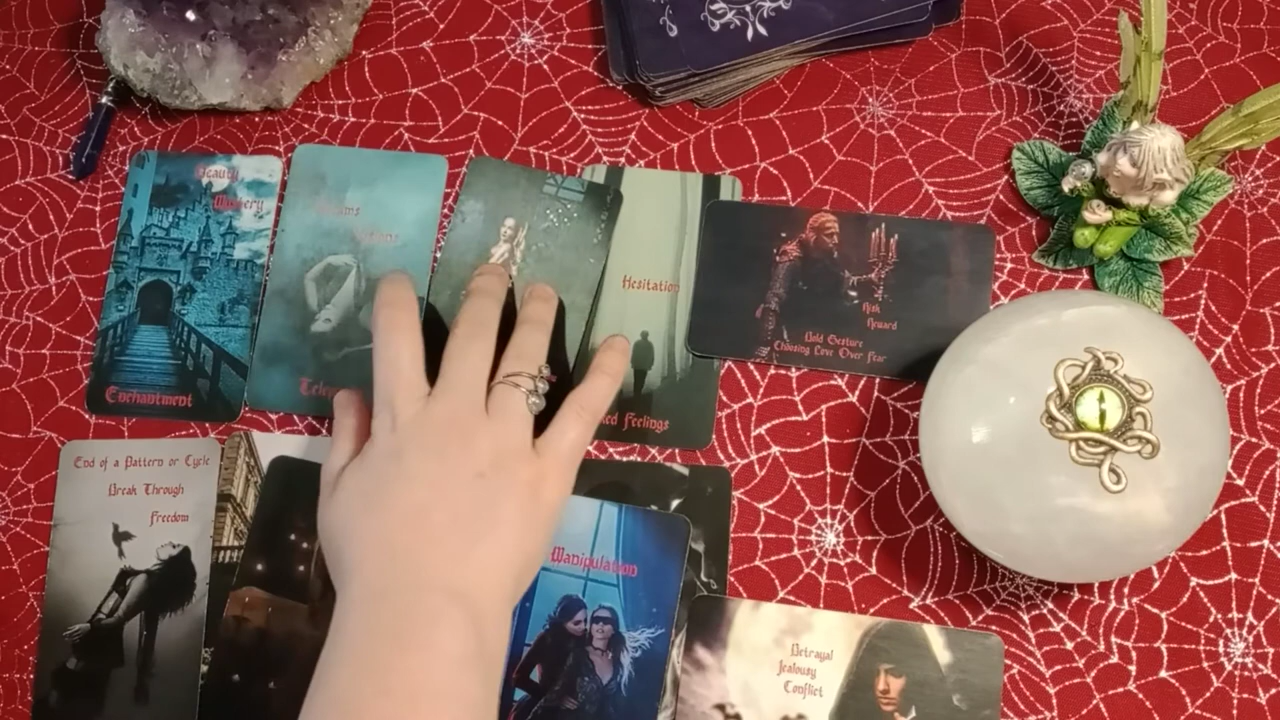 Beauty
Mystery
Enchantment
Hesitation
Feelings
Risk
Reward
Bold Gesture
Choosing Love Over Fear
End of a Pattern or Cycle
Break Through
Freedom
Manipulation
Betrayal
Jealousy
Conflict